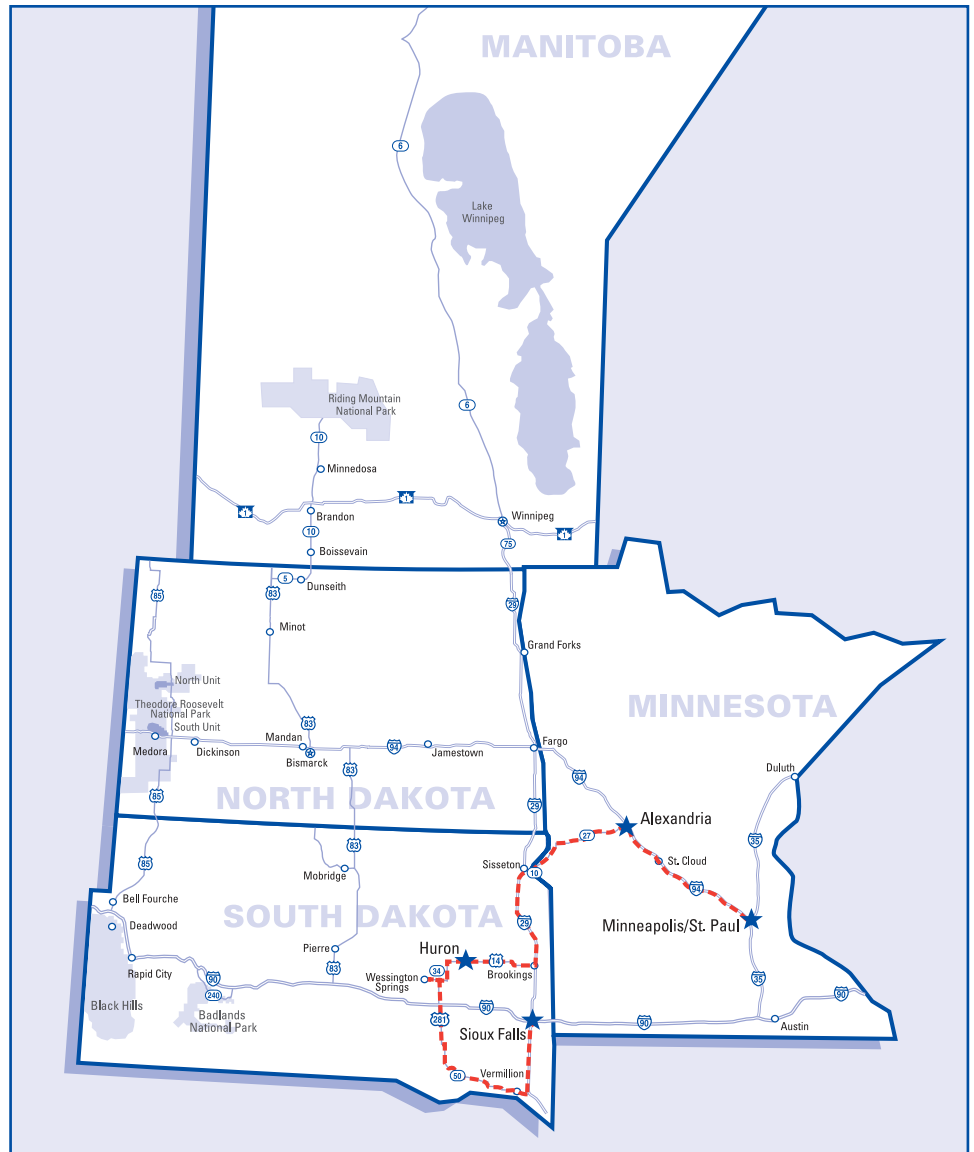 MANITOBA
6
Lake
Winnipeg
Riding Mountain
National Park
6
10
Minnedosa
1
1
Brandon
Winnipeg
1
10
75
Boissevain
5
Dunseith
85
83
29
Minot
Grand Forks
North Unit
Theodore Roosevelt
National Park
South Unit
MINNESOTA
83
Mandan
Medora
Dickinson
Bismarck
94
Jamestown
Fargo
83
94
Duluth
85
NORTH DAKOTA
29
Alexandria
27
35
83
85
Mobridge
Sisseton
10
St. Cloud
94
Bell Fourche
SOUTH DAKOTA
29
Deadwood
Minneapolis/St. Paul
Pierre
Huron
14
Rapid City
83
Wessington
Springs
34
Brookings
35
90
240
Black Hills
Badlands
National Park
90
90
281
Sioux Falls
90
Austin
50
Vermillion